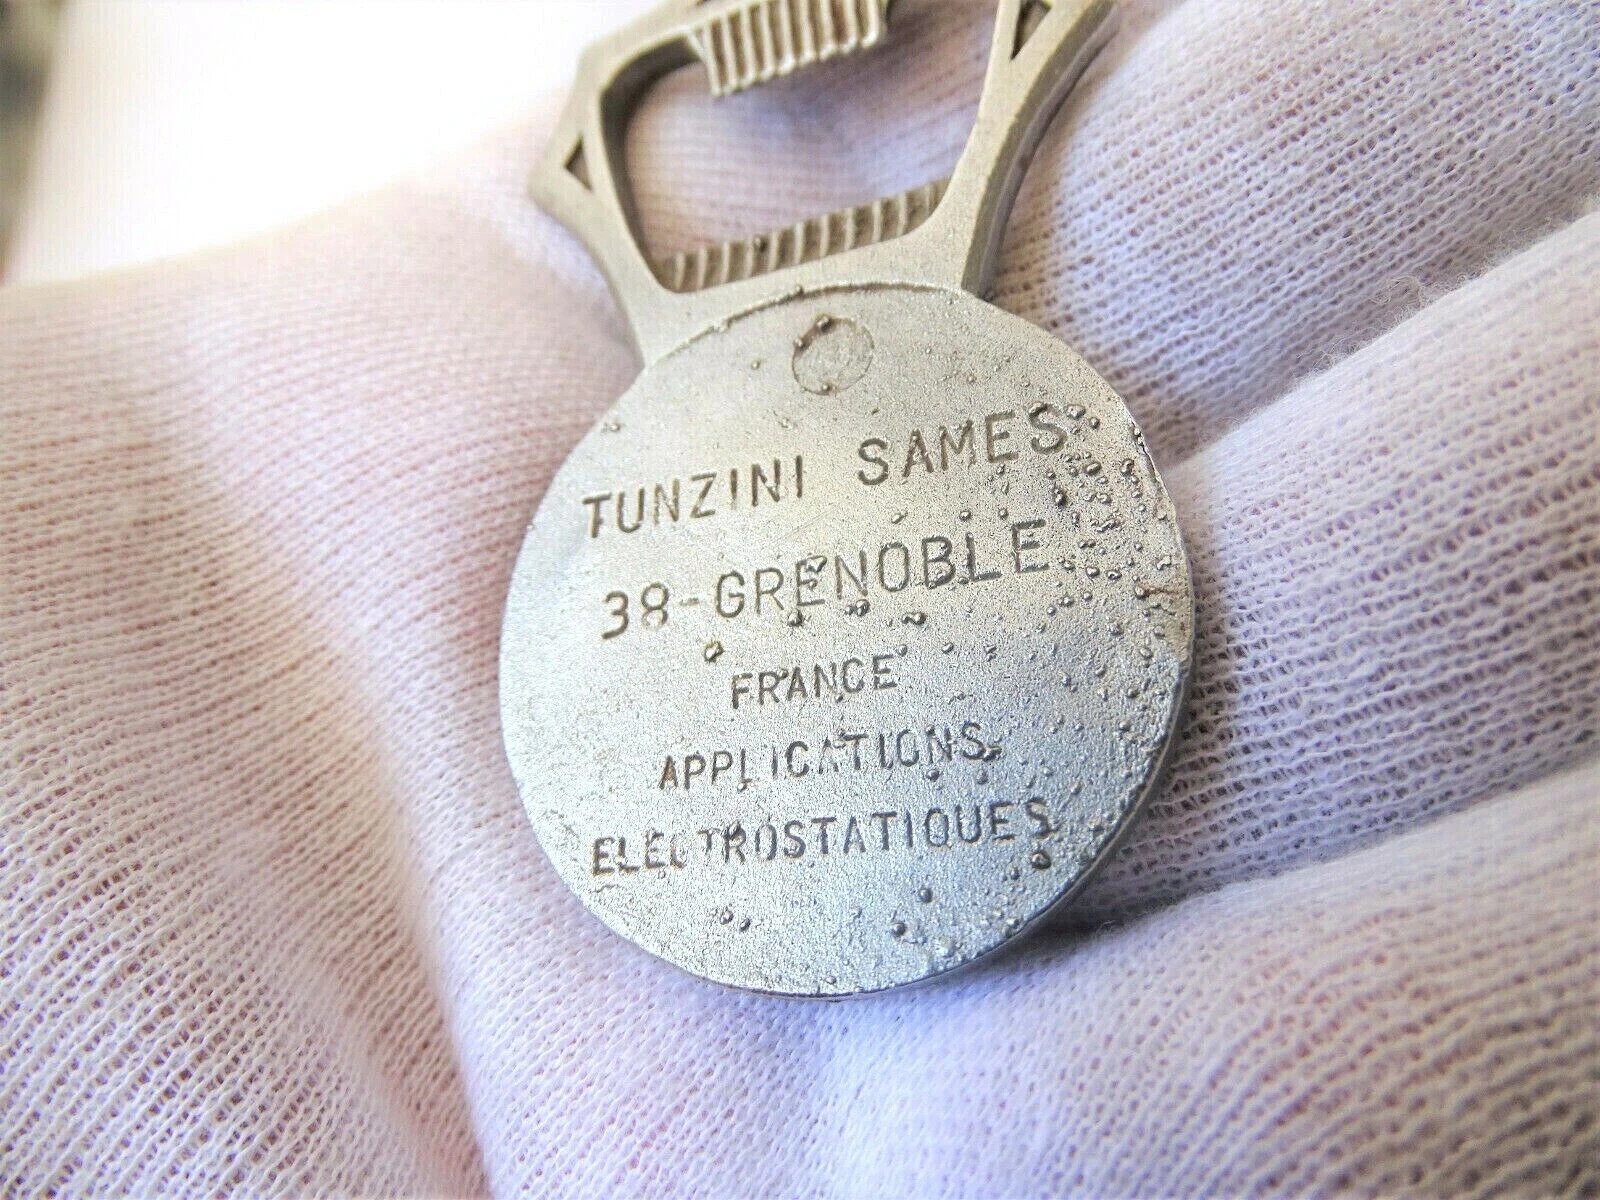 TUNZINI SAMES
38-GRENOBLE
FRANCE
APPLICATIONS
ELECTROSTATIQUES